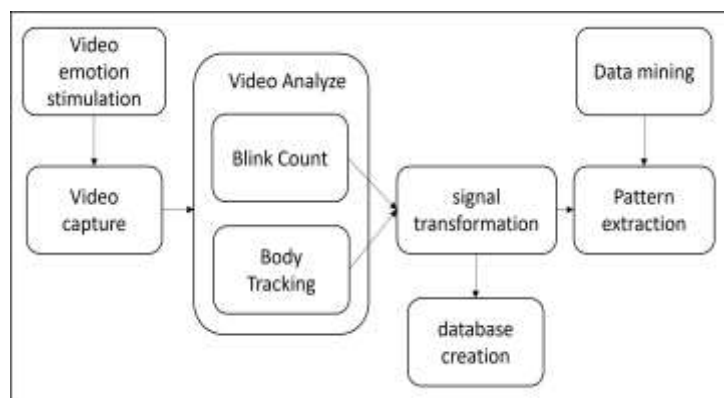 Video
emotion
stimulation
Video
capture
Video Analyze
Blink Count
Body
Tracking
signal
transformation
database
creation
Data mining
Pattern
extraction